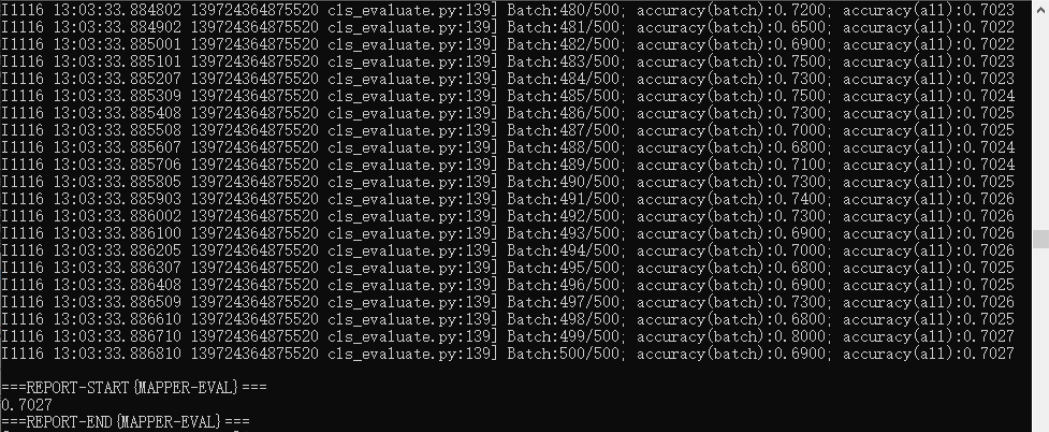 I1116 13:03:33.884802 139724364875520 cls_evaluate.py:139] Batch:480/500; accuracy(batch):0.7200; accuracy(all):0.7023
I1116 13:03:33.884902 139724364875520 cls_evaluate.py:139] Batch:481/500; accuracy(batch):0.6500; accuracy(all):0.7022
I1116 13:03:33.885001 139724364875520 cls_evaluate.py:139] Batch:482/500; accuracy(batch):0.6900; accuracy(all):0.7022
I1116 13:03:33.885101 139724364875520 cls_evaluate.py:139] Batch:483/500; accuracy(batch):0.7500; accuracy(all):0.7023
I1116 13:03:33.885207 139724364875520 cls_evaluate.py:139] Batch:484/500; accuracy(batch):0.7300; accuracy(all):0.7023
I1116 13:03:33.885309 139724364875520 cls_evaluate.py:139] Batch:485/500; accuracy(batch):0.7500; accuracy(all):0.7024
I1116 13:03:33.885408 139724364875520 cls_evaluate.py:139] Batch:486/500; accuracy(batch):0.7300; accuracy(all):0.7025
I1116 13:03:33.885508 139724364875520 cls_evaluate.py:139] Batch:487/500; accuracy(batch):0.7000; accuracy(all):0.7025
I1116 13:03:33.885607 139724364875520 cls_evaluate.py:139] Batch:488/500; accuracy(batch):0.6800; accuracy(all):0.7024
I1116 13:03:33.885706 139724364875520 cls_evaluate.py:139] Batch:489/500; accuracy(batch):0.7100; accuracy(all):0.7024
I1116 13:03:33.885805 139724364875520 cls_evaluate.py:139] Batch:490/500; accuracy(batch):0.7300; accuracy(all):0.7025
I1116 13:03:33.885903 139724364875520 cls_evaluate.py:139] Batch:491/500; accuracy(batch):0.7400; accuracy(all):0.7026
I1116 13:03:33.886002 139724364875520 cls_evaluate.py:139] Batch:492/500; accuracy(batch):0.7300; accuracy(all):0.7026
I1116 13:03:33.886100 139724364875520 cls_evaluate.py:139] Batch:493/500; accuracy(batch):0.6900; accuracy(all):0.7026
I1116 13:03:33.886205 139724364875520 cls_evaluate.py:139] Batch:494/500; accuracy(batch):0.7000; accuracy(all):0.7026
I1116 13:03:33.886307 139724364875520 cls_evaluate.py:139] Batch:495/500; accuracy(batch):0.6800; accuracy(all):0.7025
I1116 13:03:33.886408 139724364875520 cls_evaluate.py:139] Batch:496/500; accuracy(batch):0.6900; accuracy(all):0.7025
I1116 13:03:33.886509 139724364875520 cls_evaluate.py:139] Batch:497/500; accuracy(batch):0.7300; accuracy(all):0.7026
I1116 13:03:33.886610 139724364875520 cls_evaluate.py:139] Batch:498/500; accuracy(batch):0.6800; accuracy(all):0.7025
I1116 13:03:33.886710 139724364875520 cls_evaluate.py:139] Batch:499/500; accuracy(batch):0.8000; accuracy(all):0.7027
I1116 13:03:33.886810 139724364875520 cls_evaluate.py:139] Batch:500/500; accuracy(batch):0.6900; accuracy(all):0.7027
===REPORT-START{MAPPER-EVAL}===
0.7027
===REPORT-END{MAPPER-EVAL}===